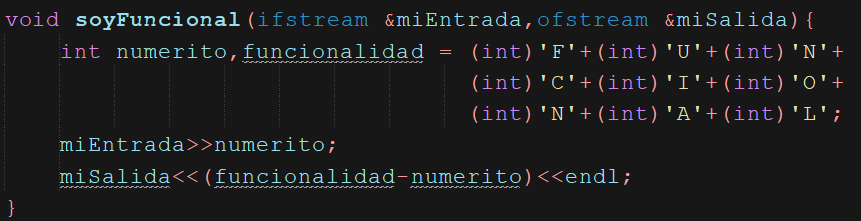 void soyFuncional(ifstream &miEntrada,ofstream &miSalida){
int numerito,funcionalidad = (int)'F'+(int)'U'+(int)'N'+
(int)'C'+(int)'I'+(int)'O'+
(int)'N'+(int)'A'+(int)'L';
miEntrada>>numerito;
miSalida<<(funcionalidad-numerito)<<endl;
}